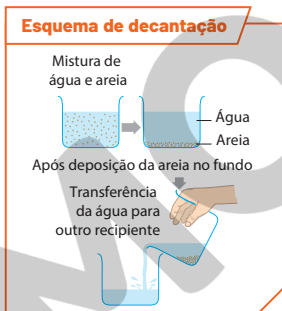 Esquema de decantação
Mistura de
água e areia
Água
Areia
Após deposição da areia no fundo
Transferência
da água para
outro recipiente